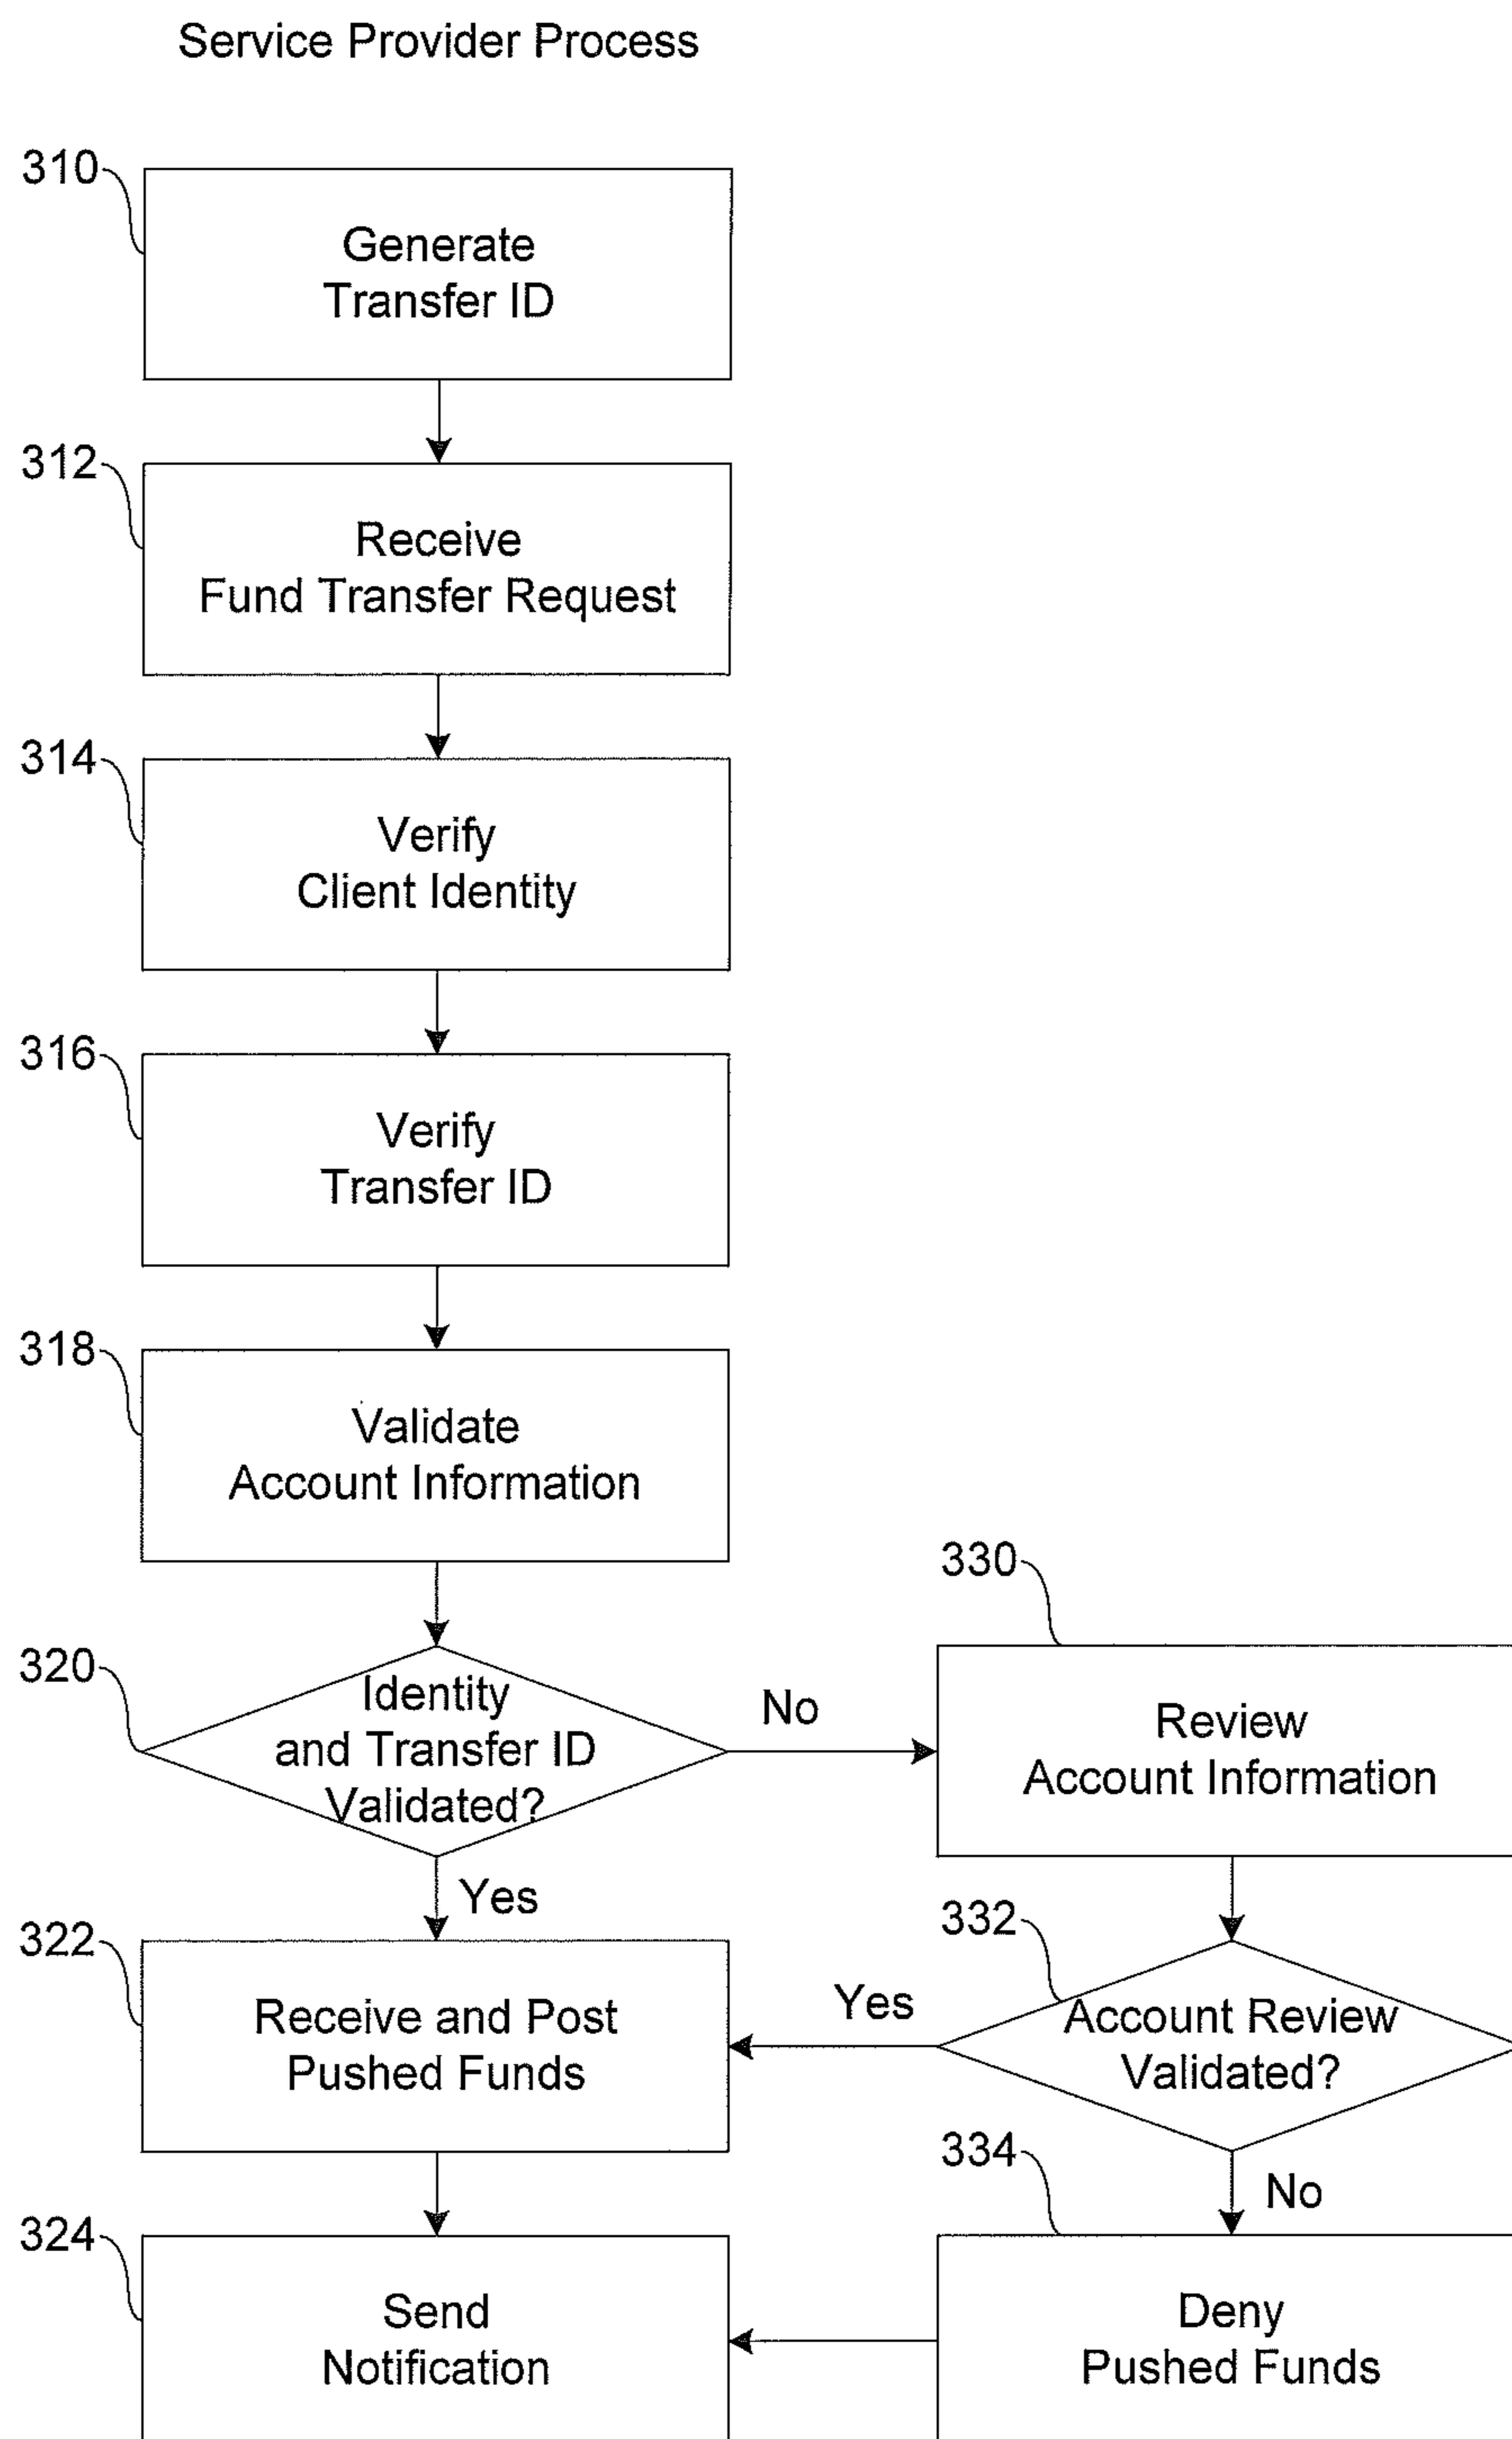 Service Provider Process
310
Generate
Transfer ID
312
Receive
Fund Transfer Request
314
Verify
Client Identity
316
Verify
Transfer ID
318
Validate
Account Information
320
Identity
and Transfer ID
Validated?
No
330
Review
Account Information
Yes
322
Receive and Post
Pushed Funds
332
Account Review
Validated?
Yes
No
324
Send
Notification
334
Deny
Pushed Funds